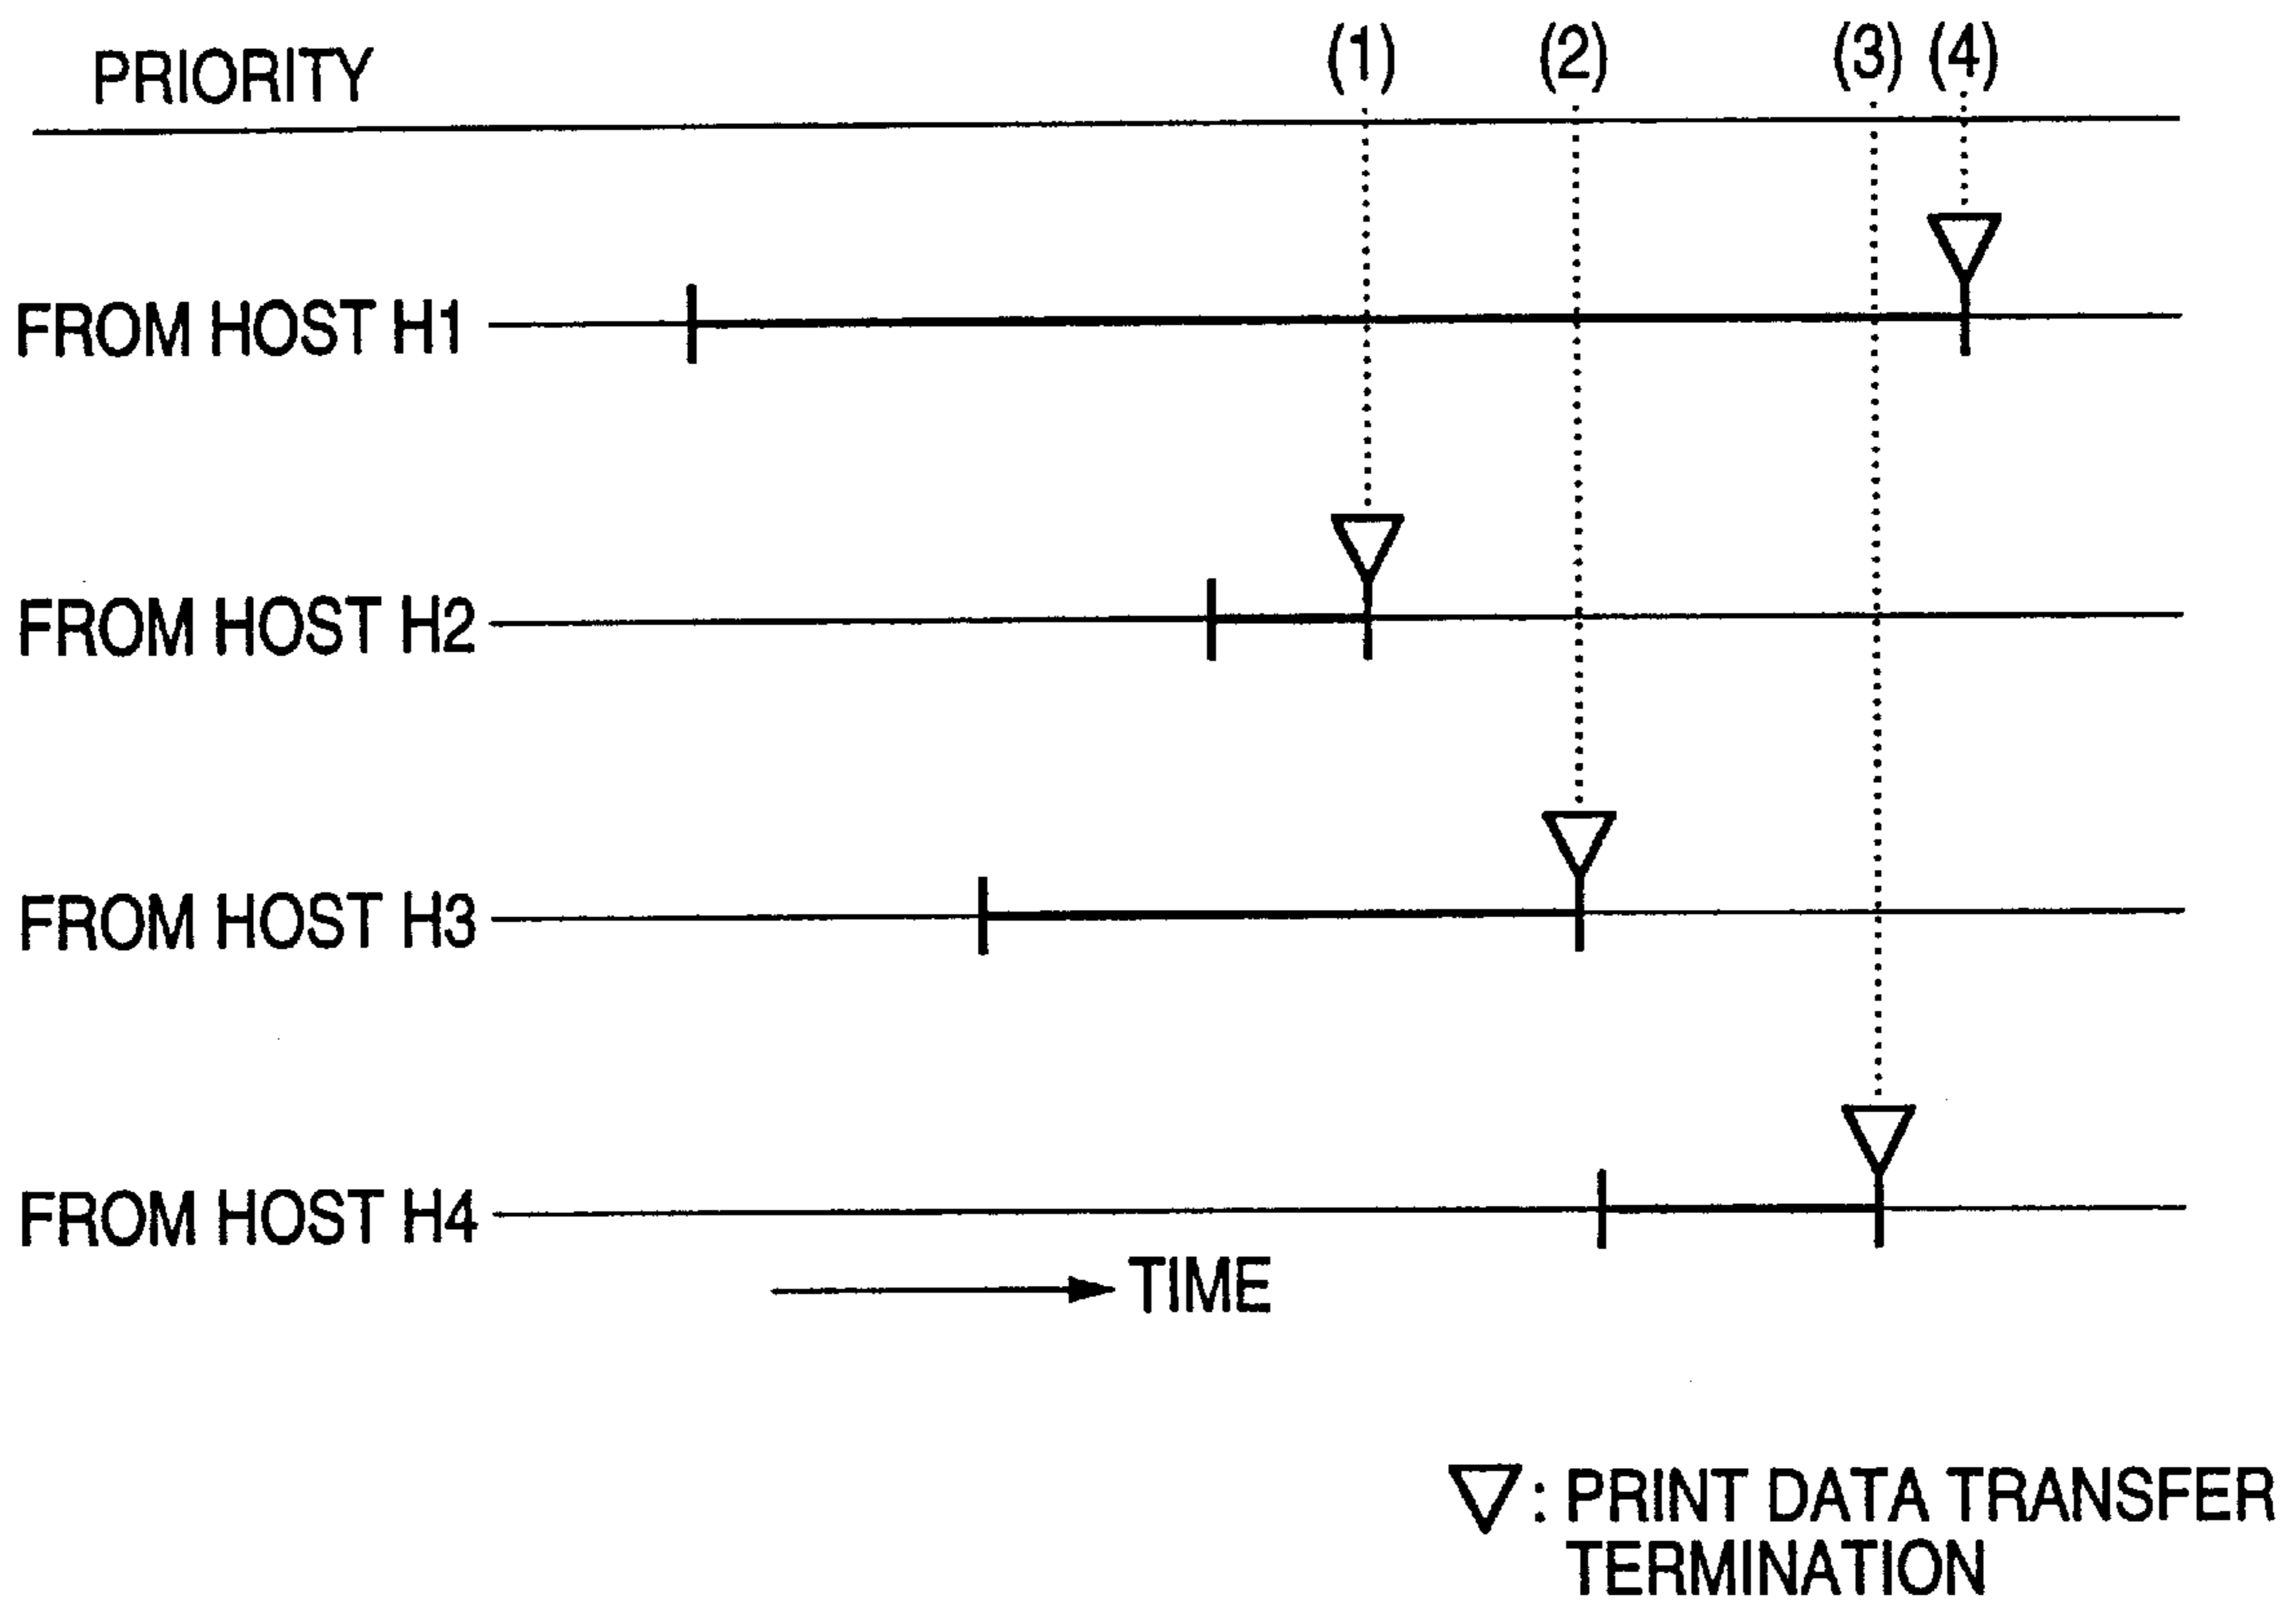 PRIORITY (1) (2) (3) (4)
FROM HOST H1
FROM HOST H2
FROM HOST H3
FROM HOST H4
TIME
: PRINT DATA TRANSFER
TERMINATION